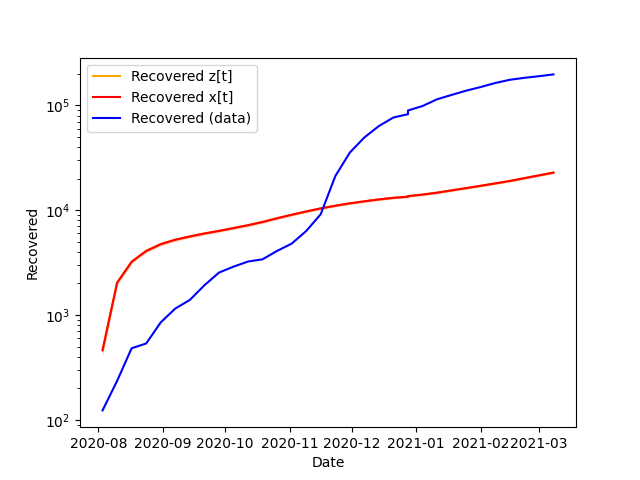 Recovered z[t]
Recovered x[t]
Recovered (data)
Recovered
10^5
10^4
10^3
10^2
2020-08 2020-09 2020-10 2020-11 2020-12 2021-01 2021-02 2021-03
Date